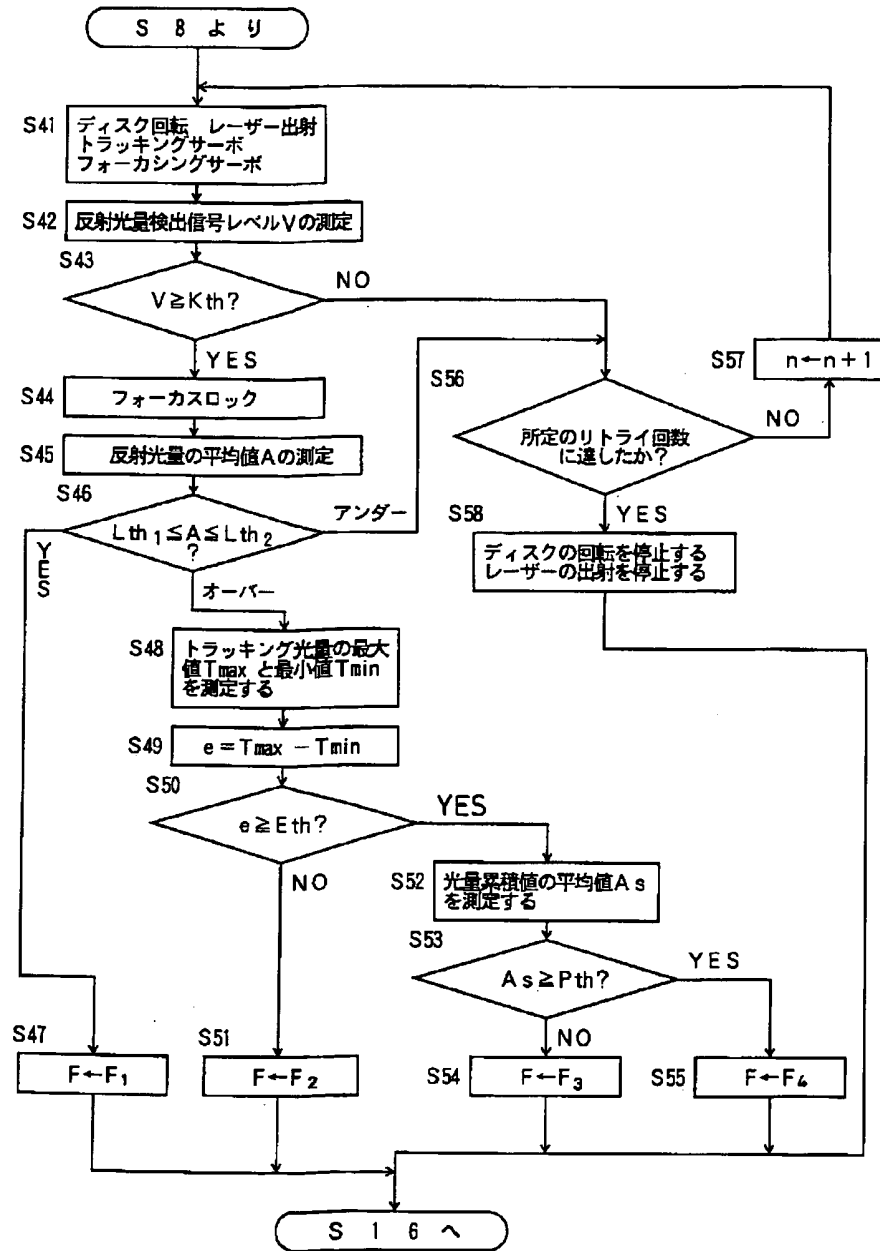 S 8 より
S41
ディスク回転 レーザー出射
トラッキングサーボ
フォーカシングサーボ
S42
反射光量検出信号レベルVの測定
S43
V≧Kth?
NO
YES
S44
フォーカスロック
S45
反射光量の平均値Aの測定
S46
Lth₁≦A≦Lth₂
?
アンダー
YES
オーバー
S56
所定のリトライ回数
に達したか?
NO
S57
n←n+1
YES
S58
ディスクの回転を停止する
レーザーの出射を停止する
S48
トラッキング光量の最大
値Tmaxと最小値Tmin
を測定する
S49
e=Tmax－Tmin
S50
e≧Eth?
YES
NO
S52
光量累積値の平均値As
を測定する
S53
As≧Pth?
YES
NO
S47
F←F₁
S51
F←F₂
S54
F←F₃
S55
F←F₄
S 1 6 へ